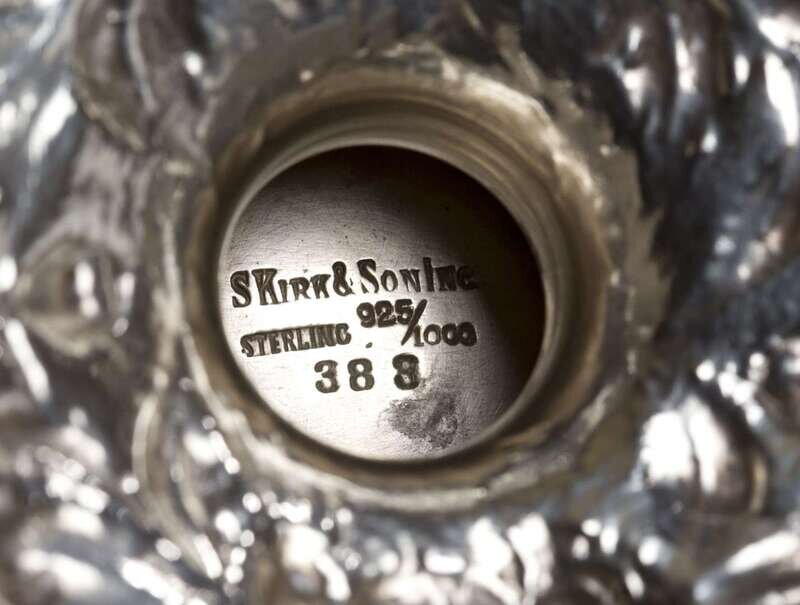 S KIRK & SON INC
STERLING 925/1000
388